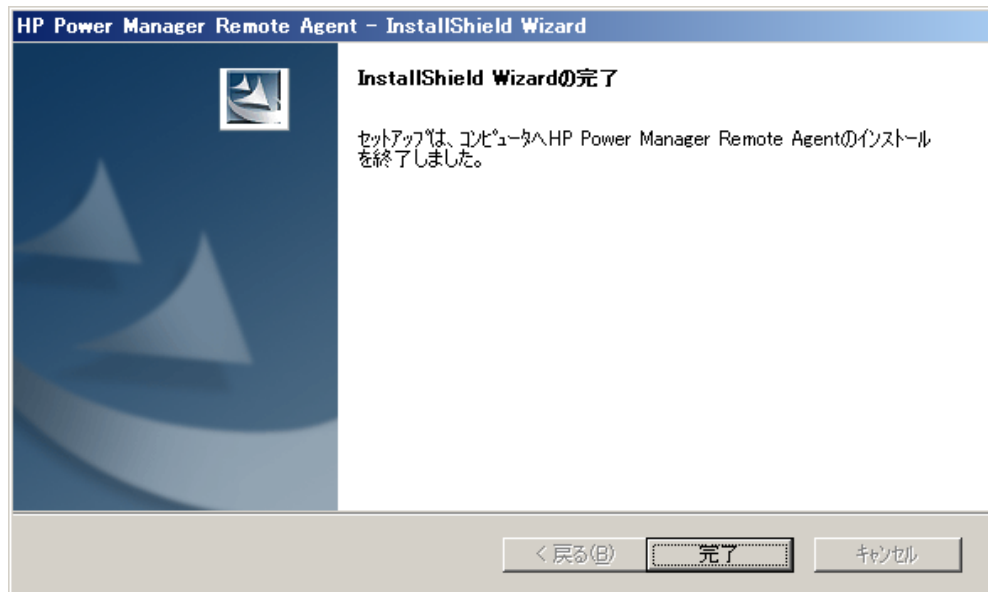 HP Power Manager Remote Agent - InstallShield Wizard
InstallShield Wizardの完了
セットアップは、コンピュータへHP Power Manager Remote Agentのインストール
を終了しました。
< 戻る(B)
完了
キャンセル